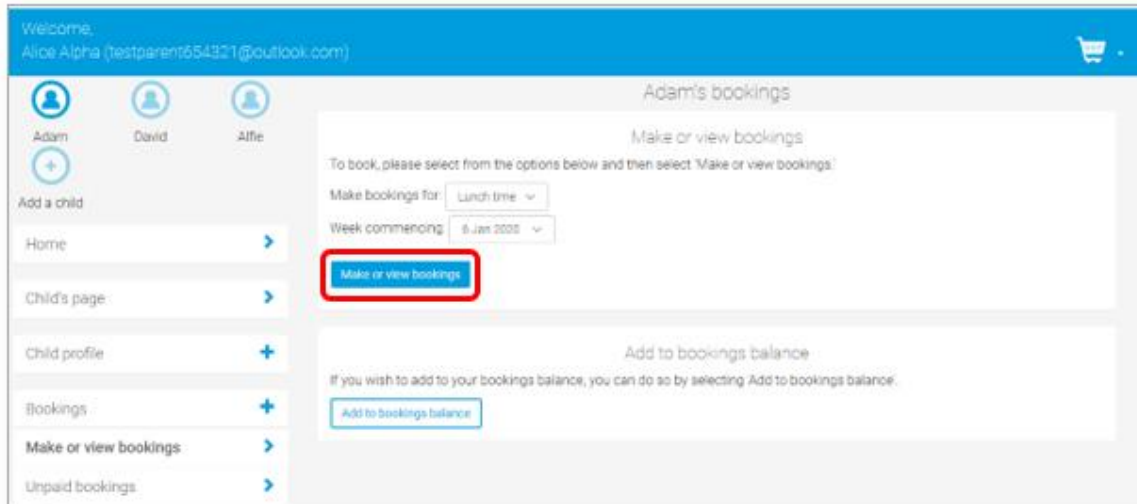 Welcome,
Alice Alpha (testparent654321@outlook.com)
Adam David Alfie
Add a child
Home
Child's page
Child profile
Bookings
Make or view bookings
Unpaid bookings
Adam's bookings
Make or view bookings
To book, please select from the options below and then select 'Make or view bookings.'
Make bookings for: Lunch time
Week commencing 6 Jan 2020
Make or view bookings
Add to bookings balance
If you wish to add to your bookings balance, you can do so by selecting 'Add to bookings balance'.
Add to bookings balance